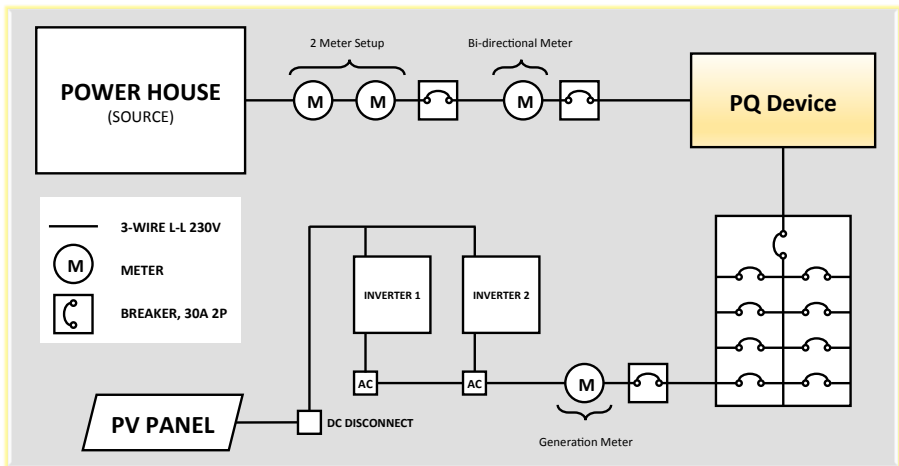 2 Meter Setup
Bi-directional Meter
POWER HOUSE
(SOURCE)
M
M
M
PQ Device
3-WIRE L-L 230V
M
METER
BREAKER, 30A 2P
INVERTER 1
INVERTER 2
AC
AC
M
PV PANEL
DC DISCONNECT
Generation Meter